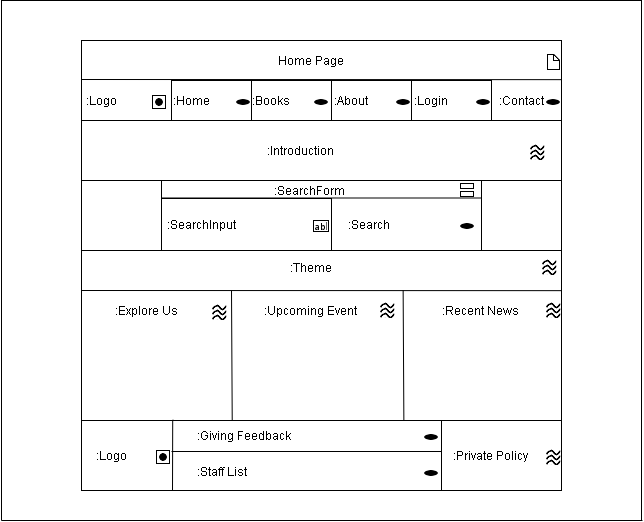 Home Page
:Logo :Home :Books :About :Login :Contact
:Introduction
:SearchForm
:SearchInput abl :Search
:Theme
:Explore Us :Upcoming Event :Recent News
:Giving Feedback
:Logo :Private Policy
:Staff List